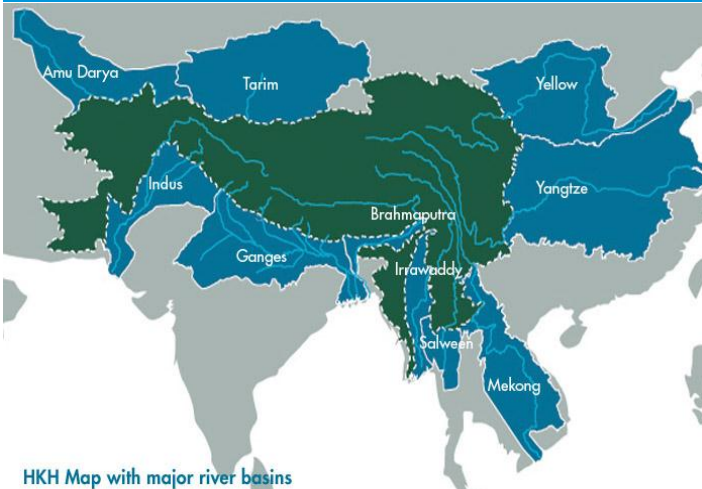 Amu Darya
Tarim
Yellow
Indus
Yangtze
Brahmaputra
Ganges
Irrawaddy
Salween
Mekong
HKH Map with major river basins